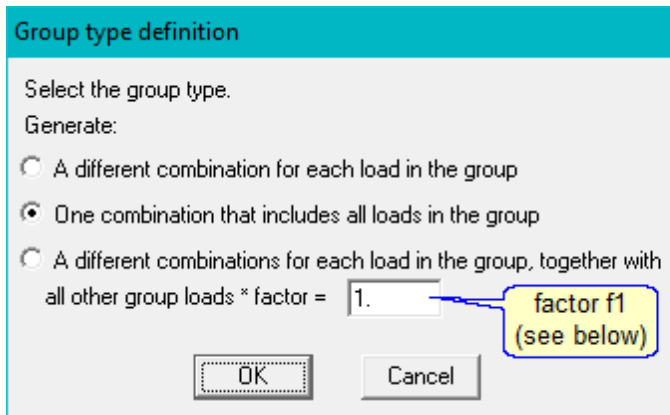 Group type definition
Select the group type.
Generate:
A different combination for each load in the group
One combination that includes all loads in the group
A different combinations for each load in the group, together with
all other group loads * factor = 1.
factor f1
(see below)
OK Cancel